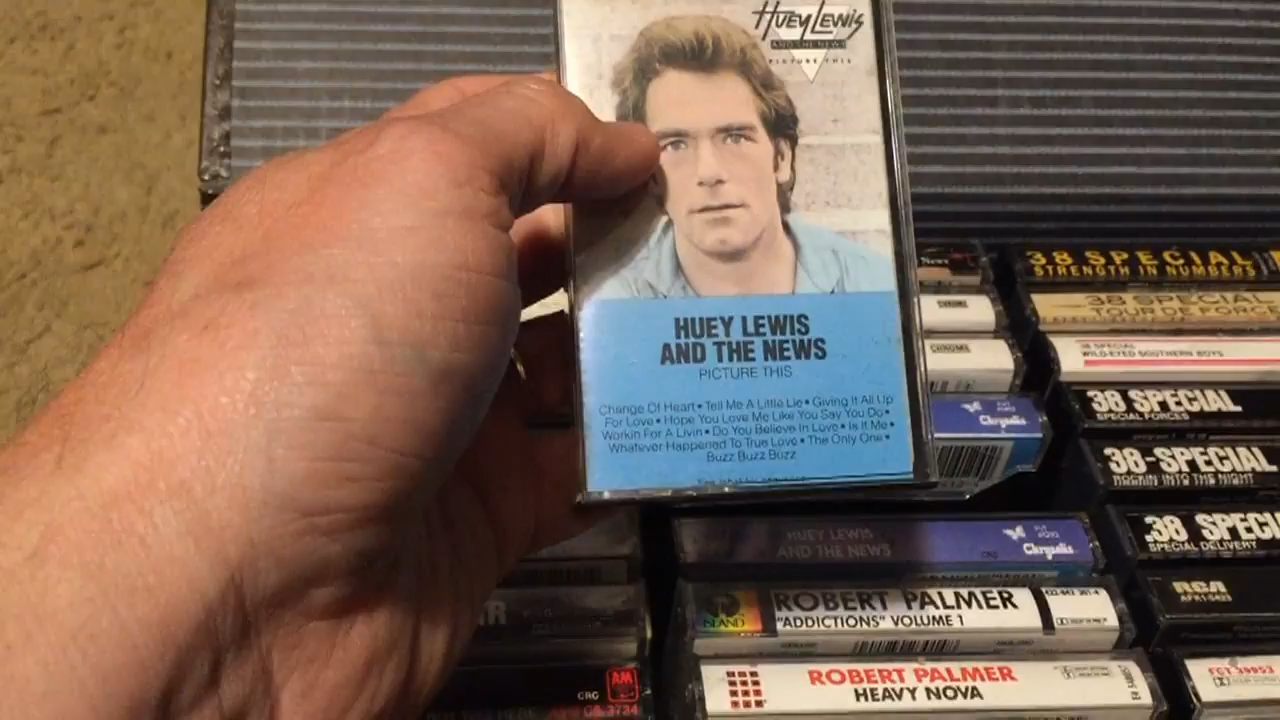 HUEY LEWIS
AND THE NEWS
PICTURE THIS
HUEY LEWIS
AND THE NEWS
PICTURE THIS
Change Of Heart • Tell Me A Little Lie • Giving It All Up
For Love • Hope You Love Me Like You Say You Do •
Workin For A Livin • Do You Believe In Love • Is It Me •
Whatever Happened To True Love • The Only One •
Buzz Buzz Buzz
News
CHROME
CHROME
Chrysalis
38 SPECIAL
STRENGTH IN NUMBERS
38 SPECIAL
TOUR DE FORCE
38 SPECIAL
WILD-EYED SOUTHERN BOYS
38 SPECIAL
SPECIAL FORCES
38-SPECIAL
ROCKIN INTO THE NIGHT
.38 SPECI
SPECIAL DELIVERY
RCA
HUEY LEWIS
AND THE NEWS
CRG
Chrysalis
ISLAND
ROBERT PALMER
"ADDICTIONS" VOLUME 1
ROBERT PALMER
HEAVY NOVA
CRG